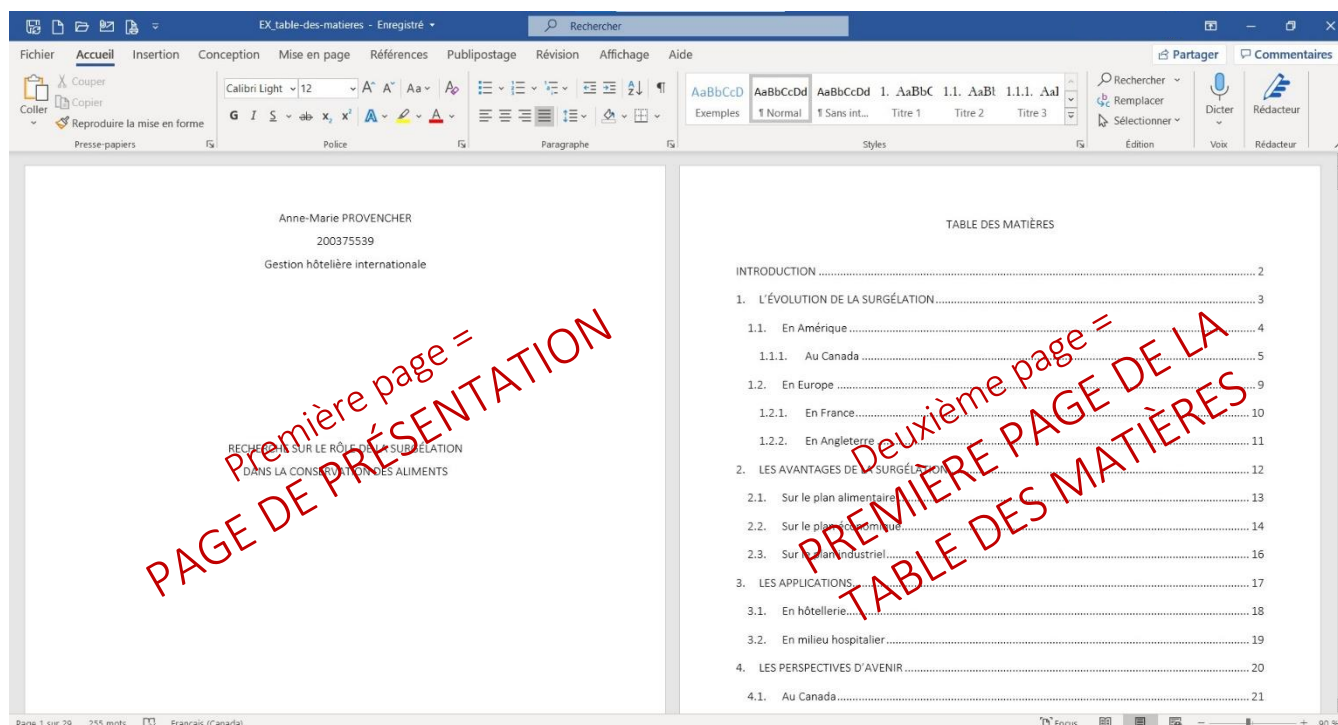 EX_table-des-matieres - Enregistré
Rechercher
Fichier Accueil Insertion Conception Mise en page Références Publipostage Révision Affichage Aide
Partager Commentaires
Coller
Couper
Copier
Reproduire la mise en forme
Presse-papiers
Calibri Light 12
G I S ab x₂ x² A A
Police
Paragraphe
AaBbCcD AaBbCcDd AaBbCcDd 1. AaBbC 1.1. AaBb 1.1.1. AaI
Exemples ¶ Normal ¶ Sans int... Titre 1 Titre 2 Titre 3
Styles
Rechercher
Remplacer
Sélectionner
Édition
Dicter
Voix
Rédacteur
Rédacteur
Anne-Marie PROVENCHER
200375539
Gestion hôtelière internationale
RECHERCHE SUR LE RÔLE DE LA SURGÉLATION
DANS LA CONSERVATION DES ALIMENTS
Première page =
PAGE DE PRÉSENTATION
TABLE DES MATIÈRES
INTRODUCTION 2
1. L'ÉVOLUTION DE LA SURGÉLATION 3
1.1. En Amérique 4
1.1.1. Au Canada 5
1.2. En Europe 9
1.2.1. En France 10
1.2.2. En Angleterre 11
2. LES AVANTAGES DE LA SURGÉLATION 12
2.1. Sur le plan alimentaire 13
2.2. Sur le plan économique 14
2.3. Sur le plan industriel 16
3. LES APPLICATIONS 17
3.1. En hôtellerie 18
3.2. En milieu hospitalier 19
4. LES PERSPECTIVES D'AVENIR 20
4.1. Au Canada 21
Deuxième page =
PREMIÈRE PAGE DE LA
TABLE DES MATIÈRES
Page 1 sur 29 255 mots Français (Canada) Focus 90 %